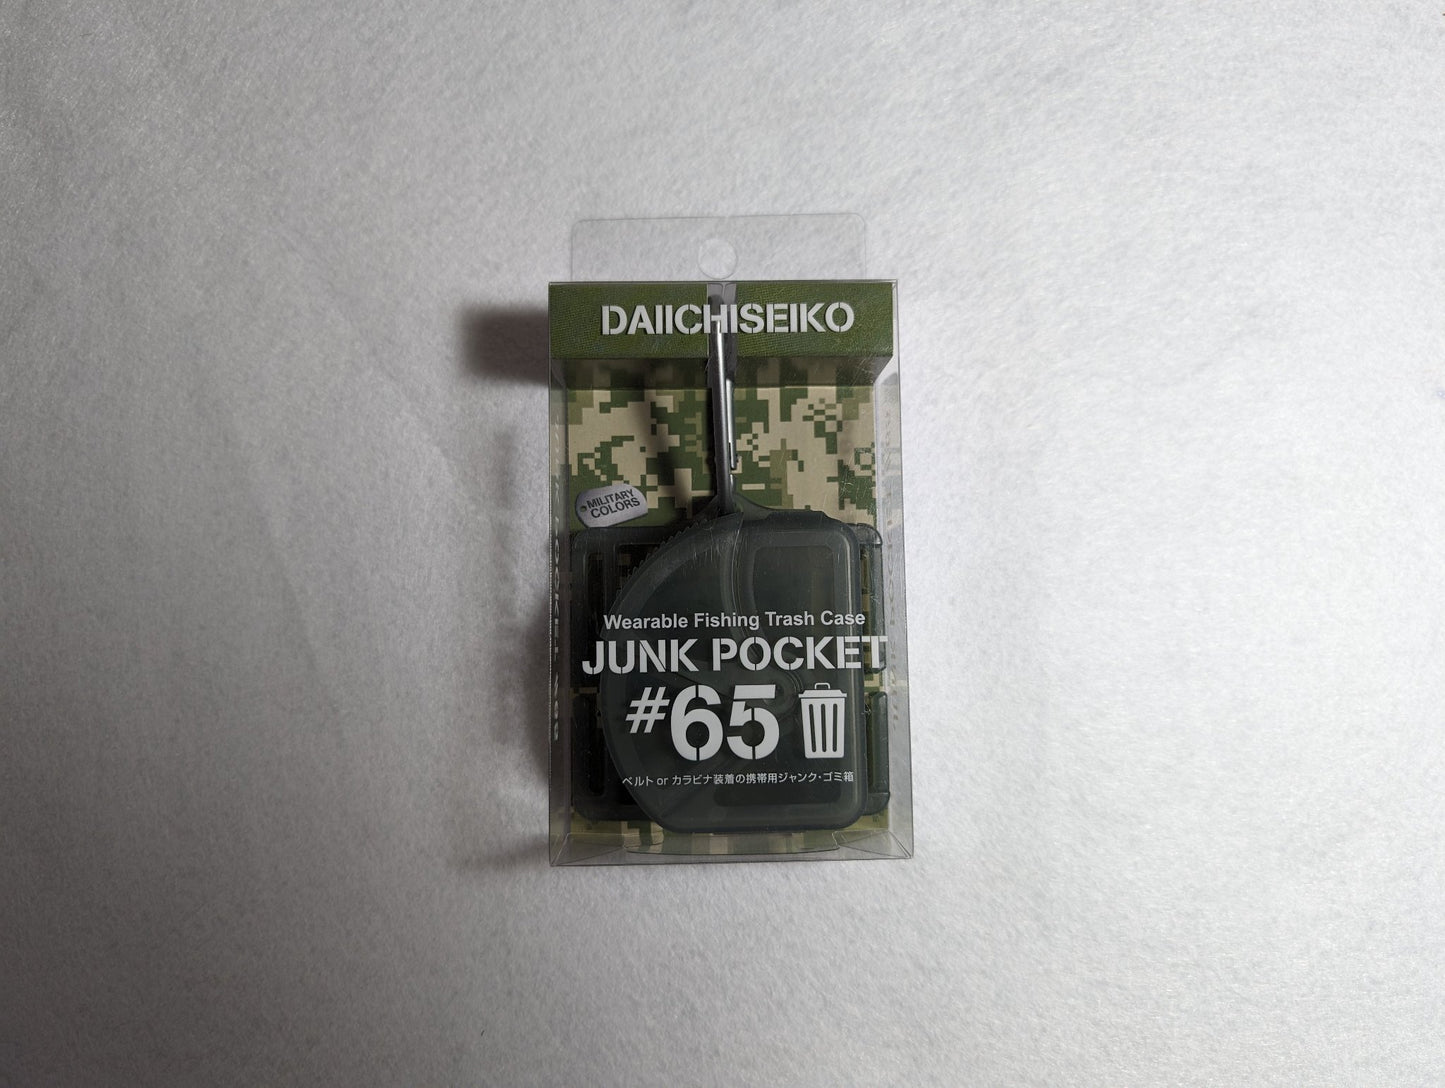 DAIICHISEIKO
MILITARY
COLORS
Wearable Fishing Trash Case
JUNK POCKET
#65
ベルト or カラビナ装着の携帯用ジャンク・ゴミ箱